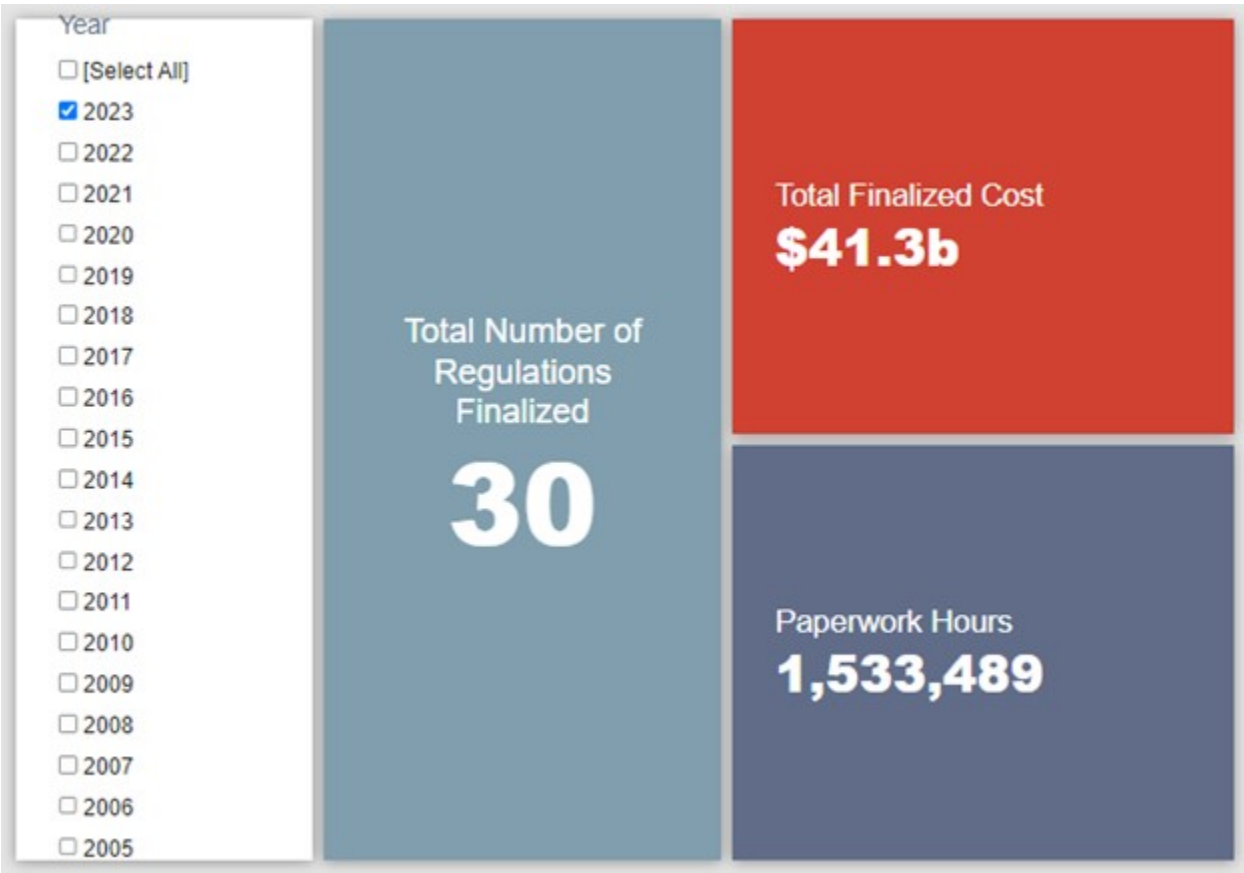 Year
[Select All]
2023
2022
2021
2020
2019
2018
2017
2016
2015
2014
2013
2012
2011
2010
2009
2008
2007
2006
2005
Total Number of
Regulations
Finalized
30
Total Finalized Cost
$41.3b
Paperwork Hours
1,533,489